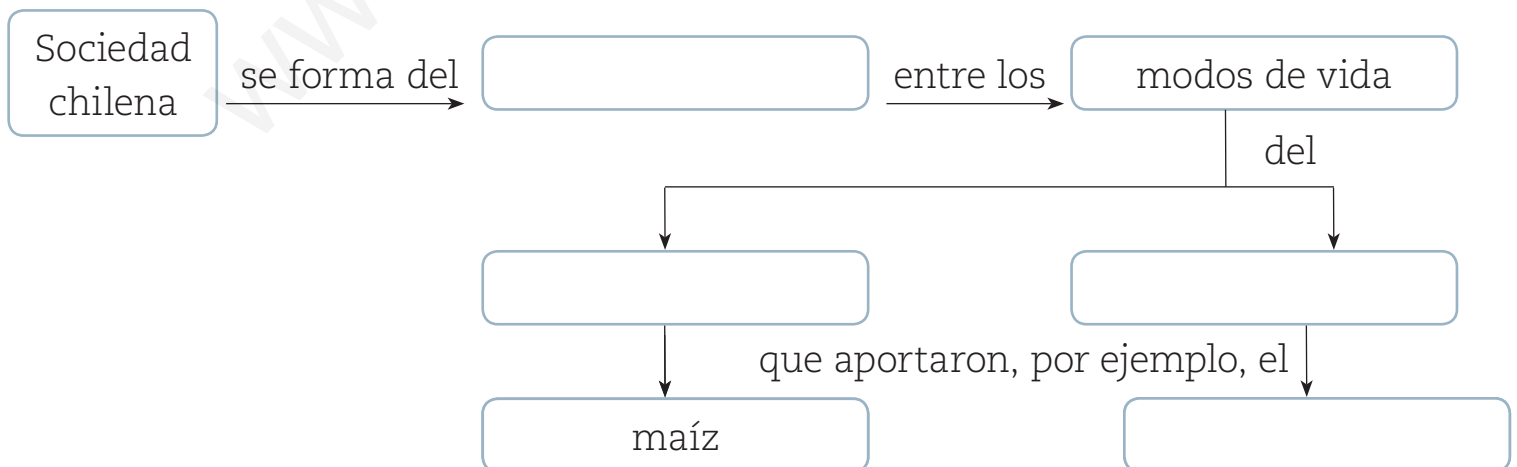 Sociedad
chilena
se forma del
entre los
modos de vida
del
que aportaron, por ejemplo, el
maíz